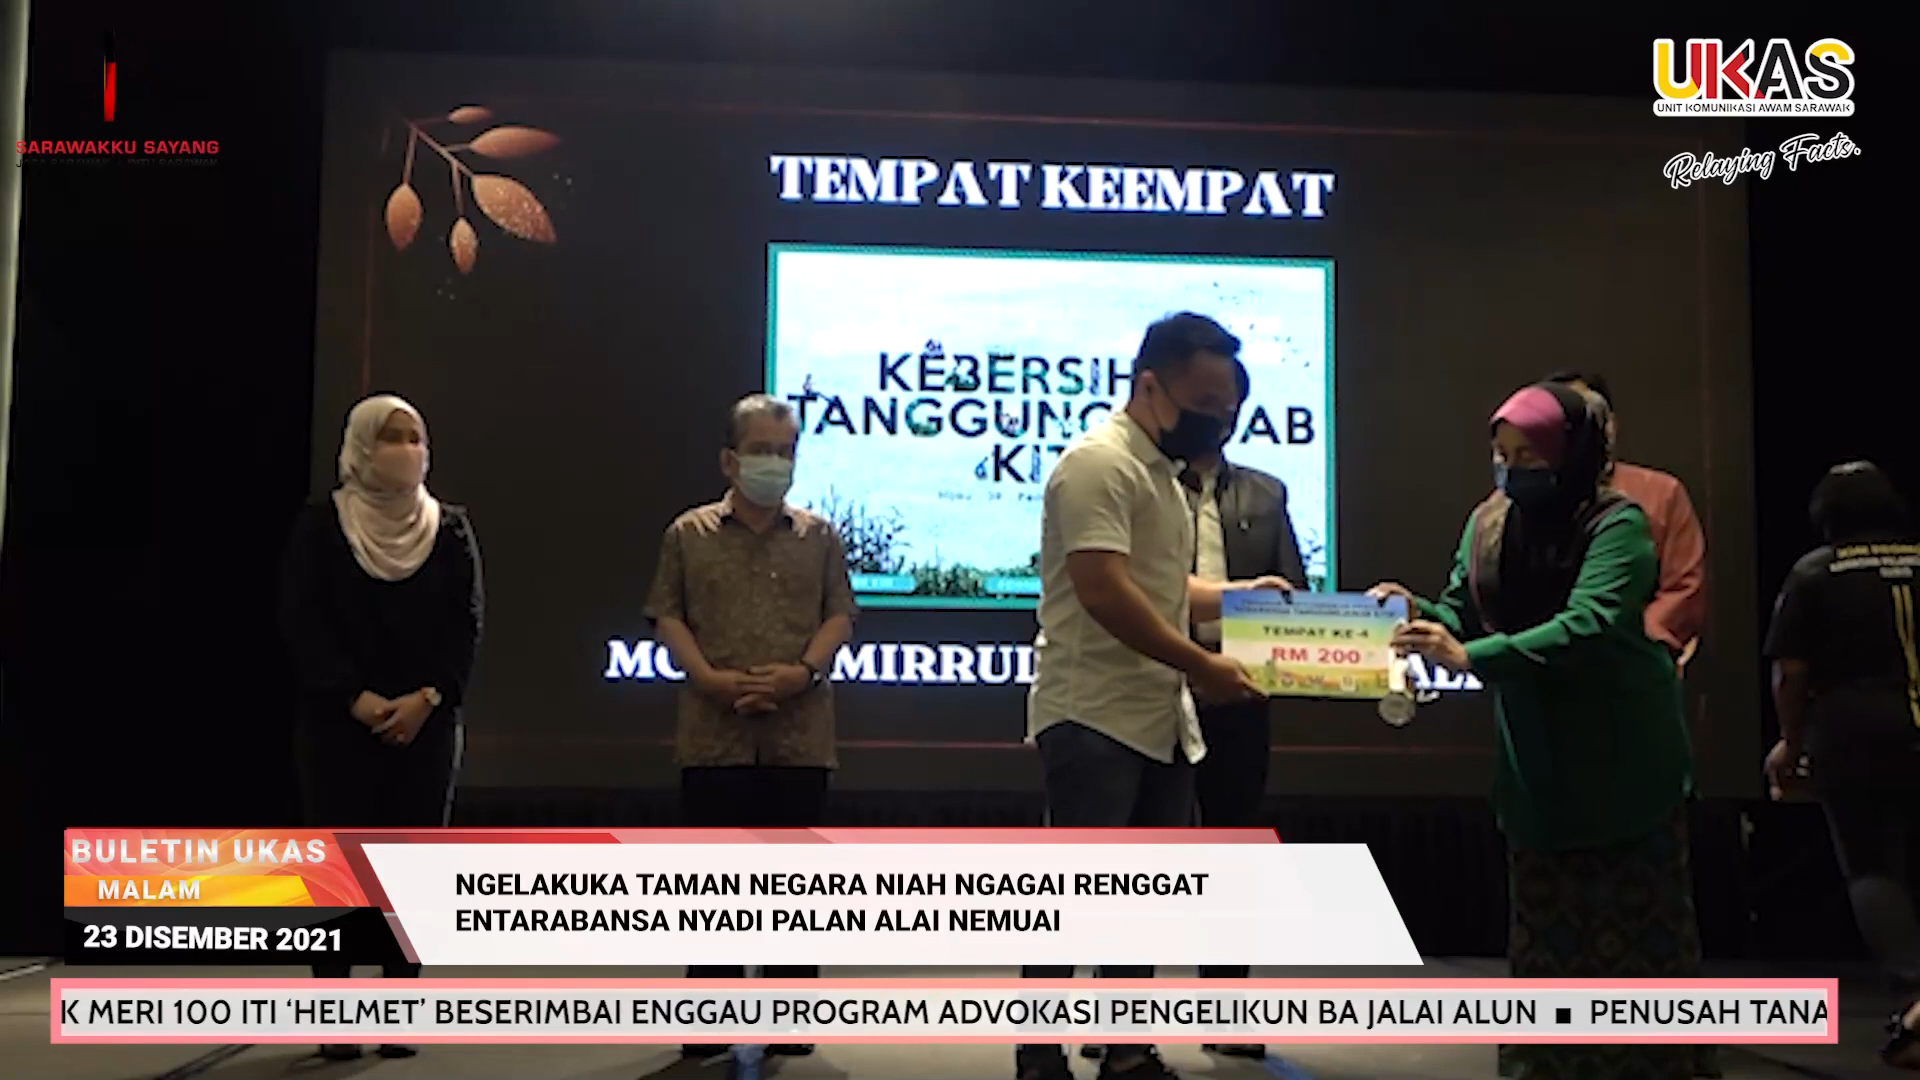 SARAWAKKU SAYANG
UKAS
UNIT KOMUNIKASI AWAM SARAWAK
Relaying Facts.
TEMPAT KEEMPAT
KEBERSIH
TANGGUNG JAB
KIT
TEMPAT KE-4
RM 200
MIRRUL
BULETIN UKAS
MALAM
23 DISEMBER 2021
NGELAKUKA TAMAN NEGARA NIAH NGAGAI RENGGAT
ENTARABANSA NYADI PALAN ALAI NEMUAI
K MERI 100 ITI ‘HELMET’ BESERIMBAI ENGGAU PROGRAM ADVOKASI PENGELIKUN BA JALAI ALUN ■ PENUSAH TANA